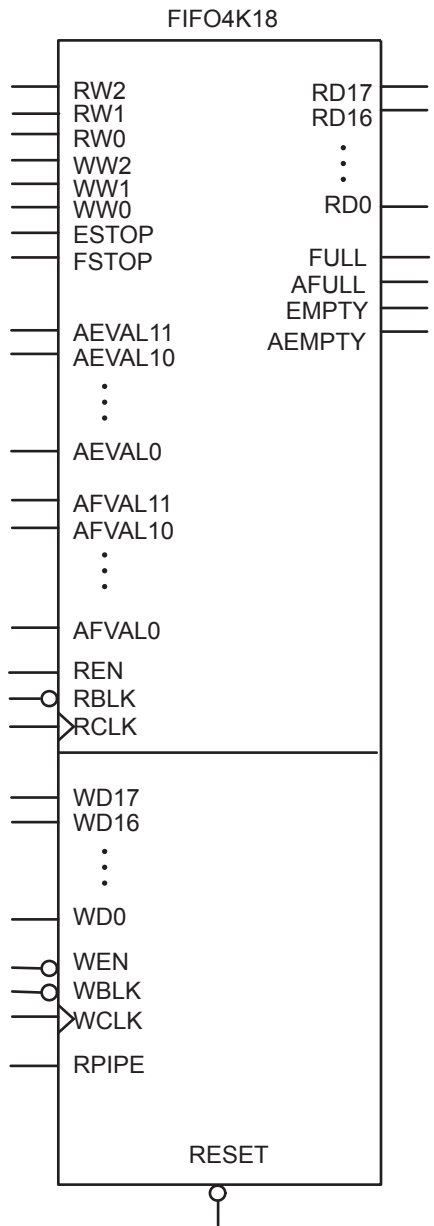 FIFO4K18
RW2
RW1
RW0
WW2
WW1
WW0
ESTOP
FSTOP
AEVAL11
AEVAL10
AEVAL0
AFVAL11
AFVAL10
AFVAL0
REN
RBLK
RCLK
WD17
WD16
WD0
WEN
WBLK
WCLK
RPIPE
RD17
RD16
RD0
FULL
AFULL
EMPTY
AEMPTY
RESET